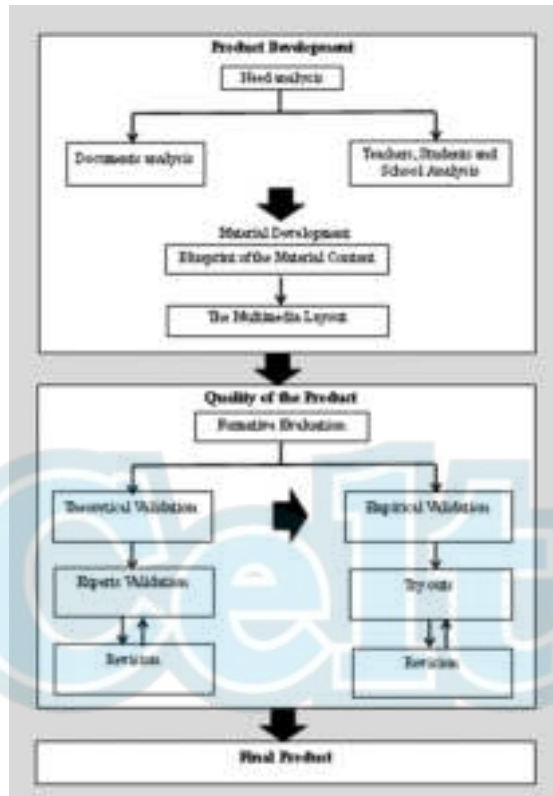 Product Development
Need analysis
Documents analysis
Teachers, Students and
School Analysis
Material Development
Blueprint of the Material Content
The Multimedia Layout
Quality of the Product
Formative Evaluation
Theoretical Validation
Empirical Validation
Experts Validation
Try outs
Revision
Revision
Final Product
Celt